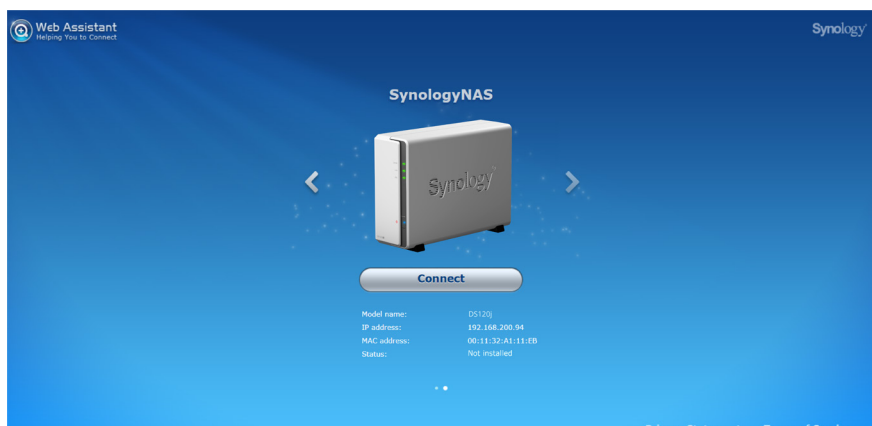 Web Assistant
Helping You to Connect
Synology
SynologyNAS
Synology
Connect
Model name: DS120j
IP address: 192.168.200.94
MAC address: 00:11:32:A1:11:EB
Status: Not installed